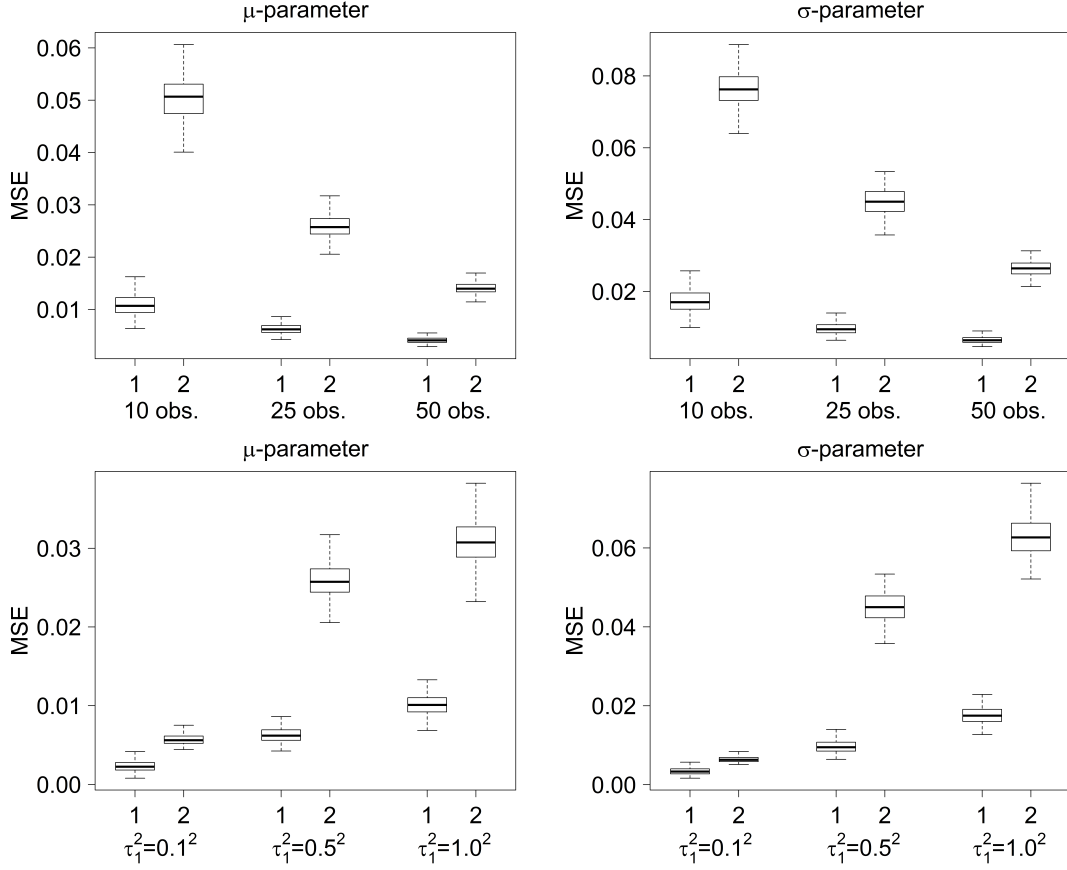 μ-parameter
σ-parameter
MSE
0.06
0.05
0.04
0.03
0.02
0.01
1 2 1 2 1 2
10 obs. 25 obs. 50 obs.
MSE
0.08
0.06
0.04
0.02
1 2 1 2 1 2
10 obs. 25 obs. 50 obs.
μ-parameter
σ-parameter
MSE
0.03
0.02
0.01
0.00
1 2 1 2 1 2
τ₁²=0.1² τ₁²=0.5² τ₁²=1.0²
MSE
0.06
0.04
0.02
0.00
1 2 1 2 1 2
τ₁²=0.1² τ₁²=0.5² τ₁²=1.0²